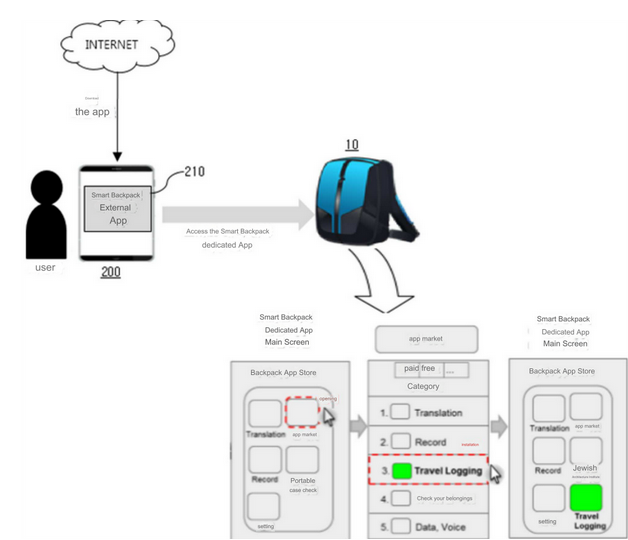 INTERNET
the app
10
210
Smart Backpack
External
App
Access the Smart Backpack
dedicated App
user
200
Smart Backpack
Dedicated App
Main Screen
Backpack App Store
opening
Translation
app market
Record
Portable
case check
setting
app market
paid free
Category
1. Translation
2. Record
3. Travel Logging
4. Check your belongings
5. Data, Voice
Smart Backpack
Dedicated App
Main Screen
Backpack App Store
Translation
app market
Record
Jewish
setting
Travel
Logging